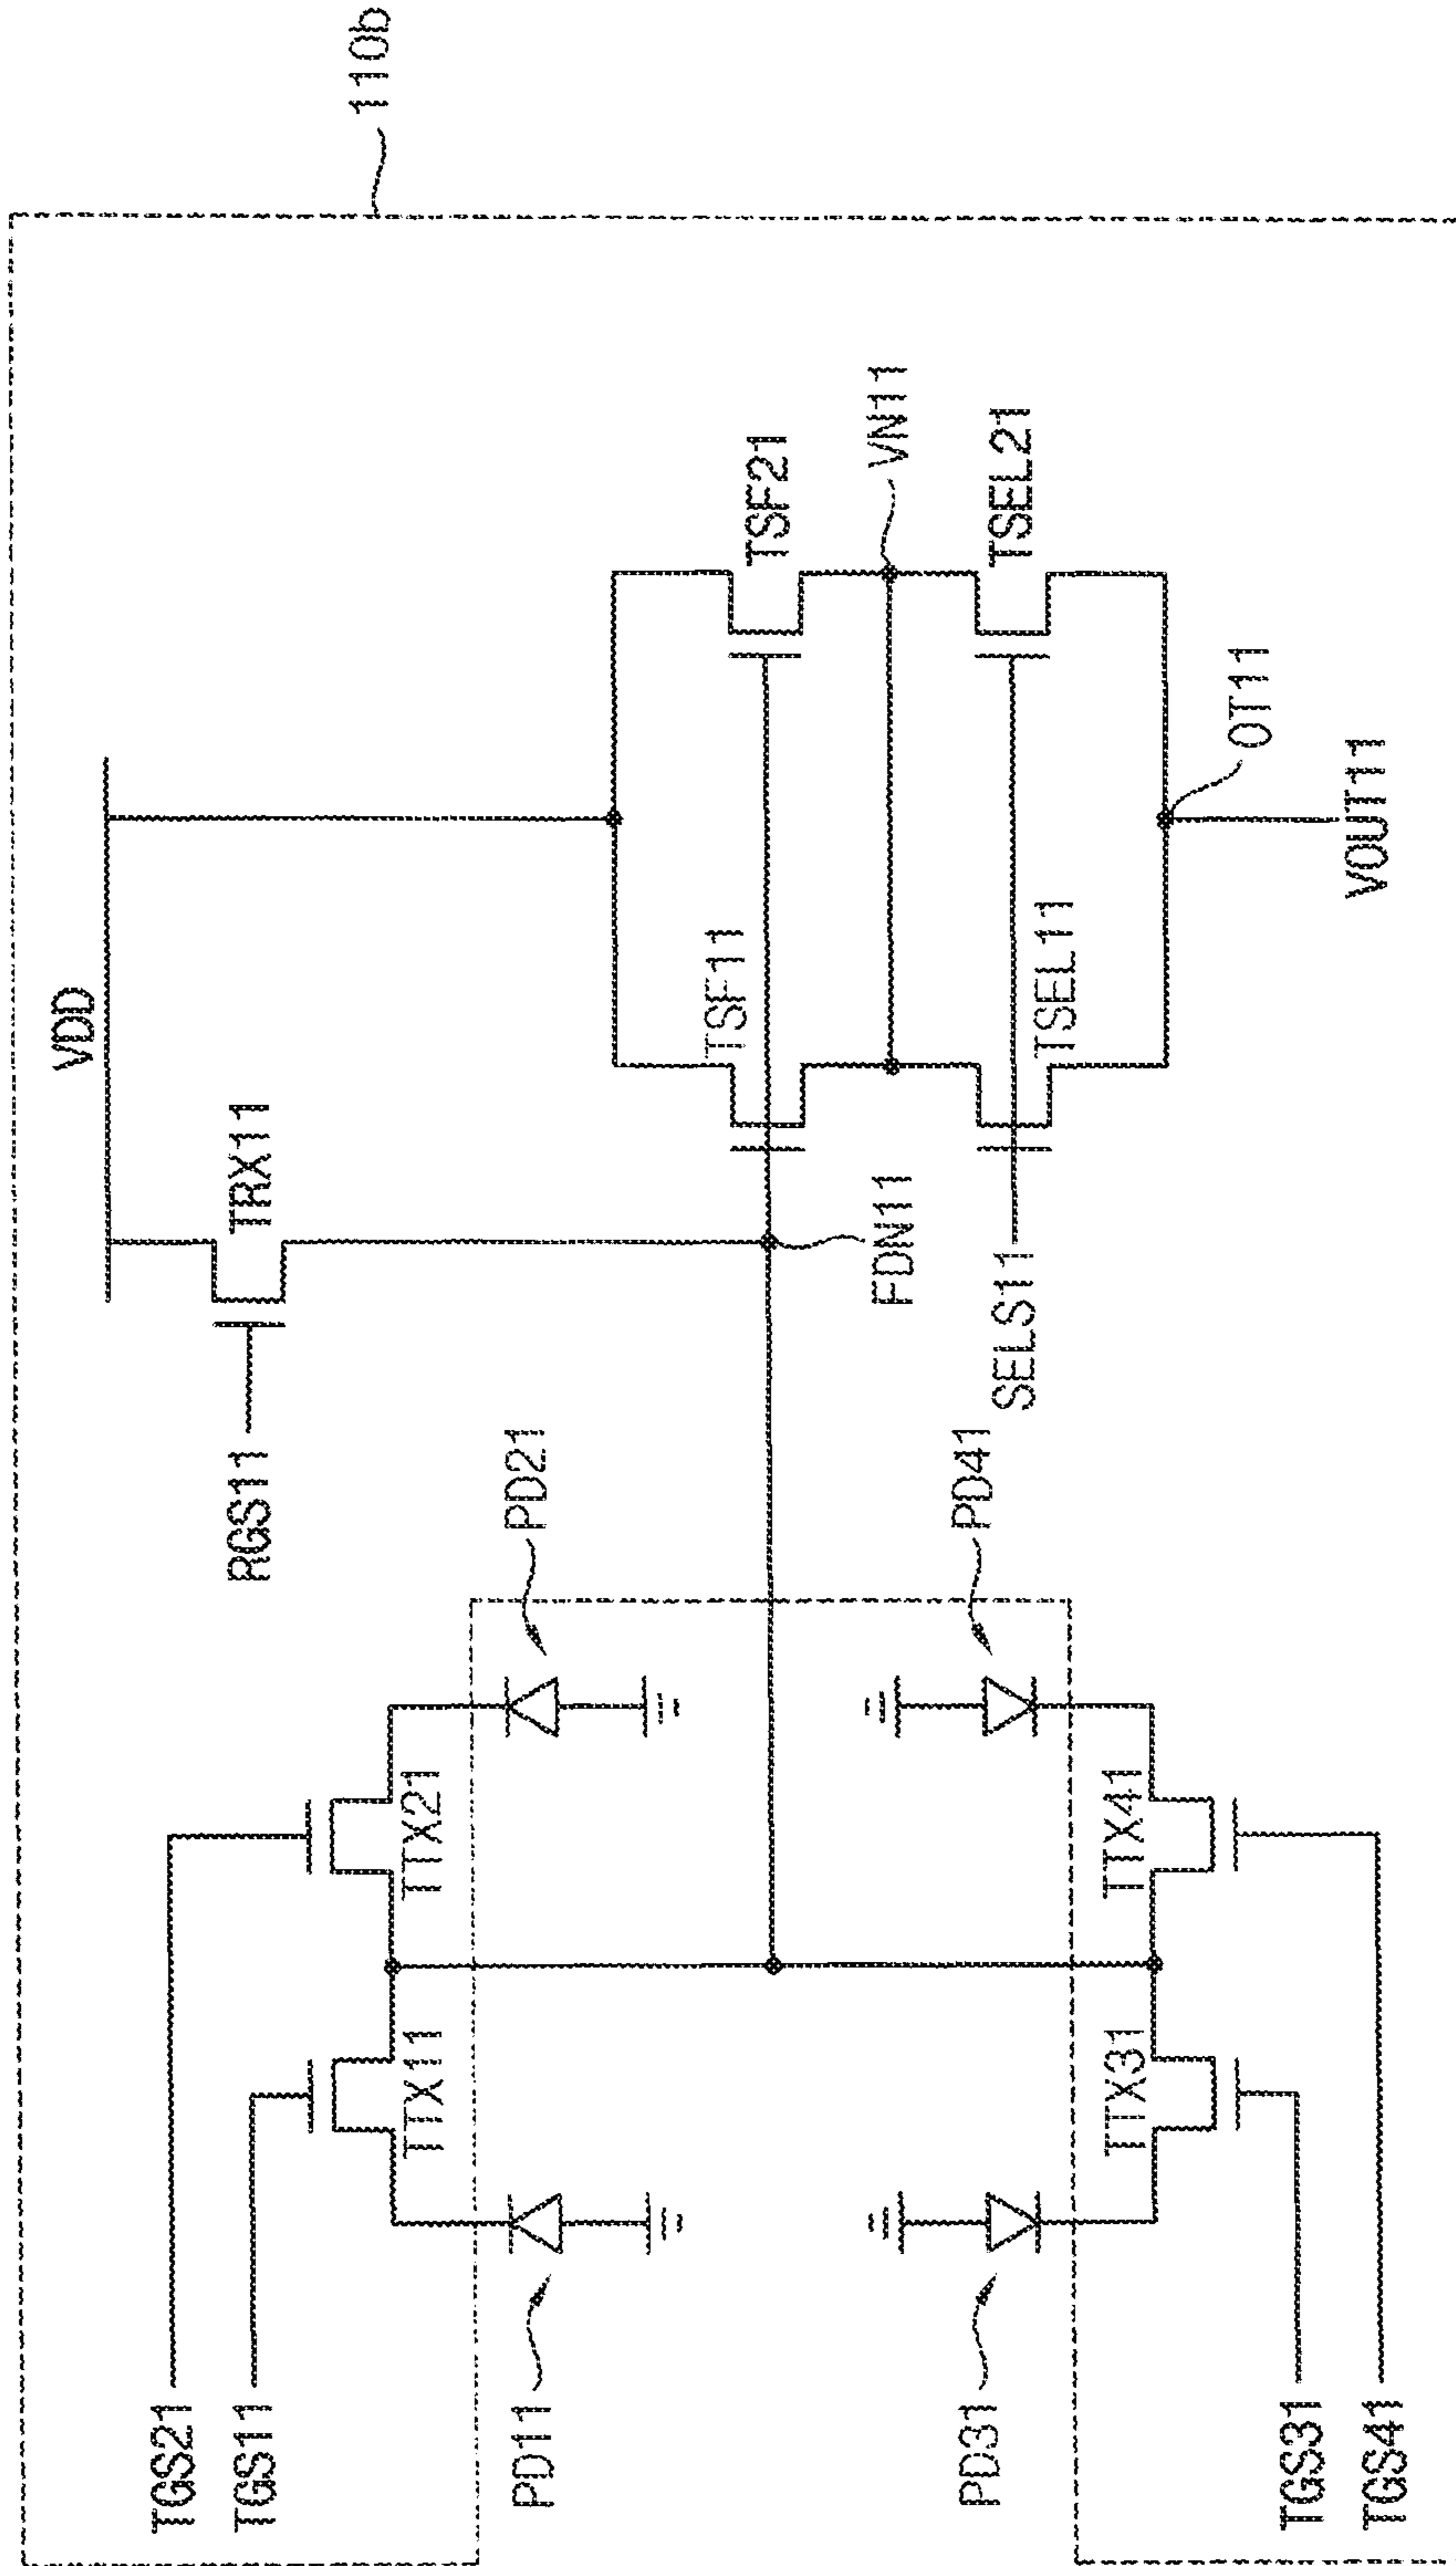 110b
VDD
TGS21
TGS11
RGS11
TRX11
TTX11
TTX21
PD11
PD21
TSF11
TSF21
FDN11
VN11
PD31
PD41
SELS11
TSEL11
TSEL21
TTX31
TTX41
OT11
TGS31
TGS41
VOUT11